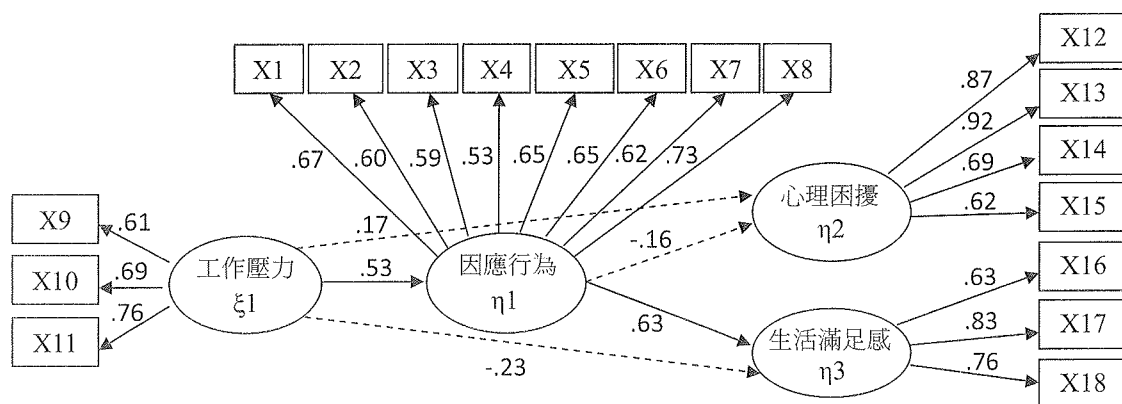 X1 X2 X3 X4 X5 X6 X7 X8
.67 .60 .59 .53 .65 .65 .62 .73
X9
X10
X11
.61
.69
.76
工作壓力
ξ1
.17
.53
-.23
因應行為
η1
-.16
.63
心理困擾
η2
生活滿足感
η3
.87
.92
.69
.62
.63
.83
.76
X12
X13
X14
X15
X16
X17
X18